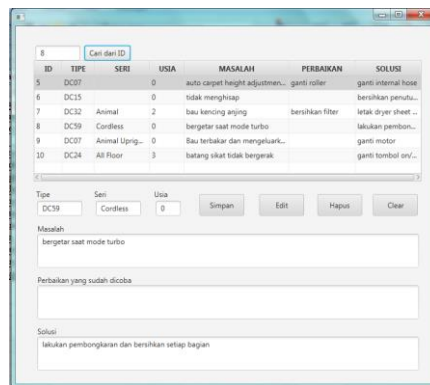 8 Cari dari ID
ID TIPE SERI USIA MASALAH PERBAIKAN SOLUSI
5 DC07 0 auto carpet height adjustmen... ganti roller ganti internal hose
6 DC15 0 tidak menghisap bersihkan penutu...
7 DC32 Animal 2 bau kencing anjing bersihkan filter letak dryer sheet ...
8 DC59 Cordless 0 bergetar saat mode turbo lakukan pembon...
9 DC07 Animal Uprig... 0 Bau terbakar dan mengeluark... ganti motor
10 DC24 All Floor 3 batang sikat tidak bergerak ganti tombol on/...
Tipe Seri Usia
DC59 Cordless 0 Simpan Edit Hapus Clear
Masalah
bergetar saat mode turbo
Perbaikan yang sudah dicoba
Solusi
lakukan pembongkaran dan bersihkan setiap bagian